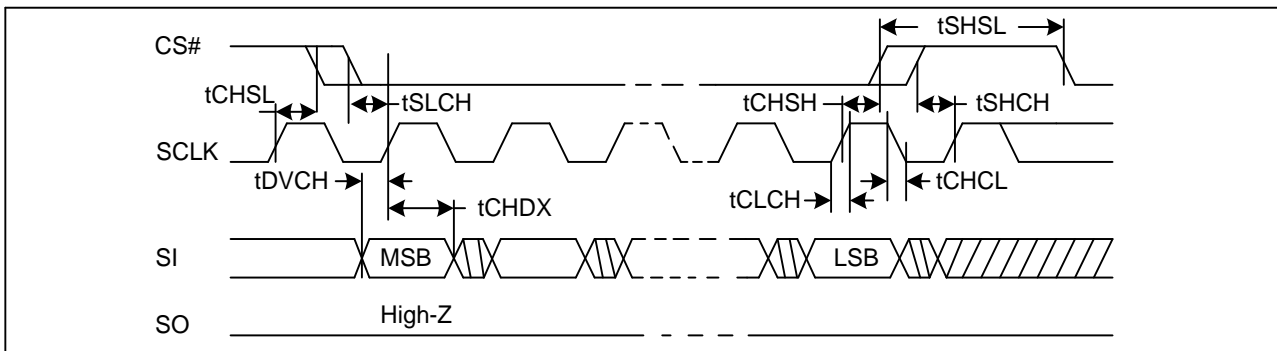 tSHSL
CS#
tCHSL
tSLCH
tCHSH
tSHCH
SCLK
tDVCH
tCHDX
tCLCH
tCHCL
SI
MSB
LSB
SO
High-Z